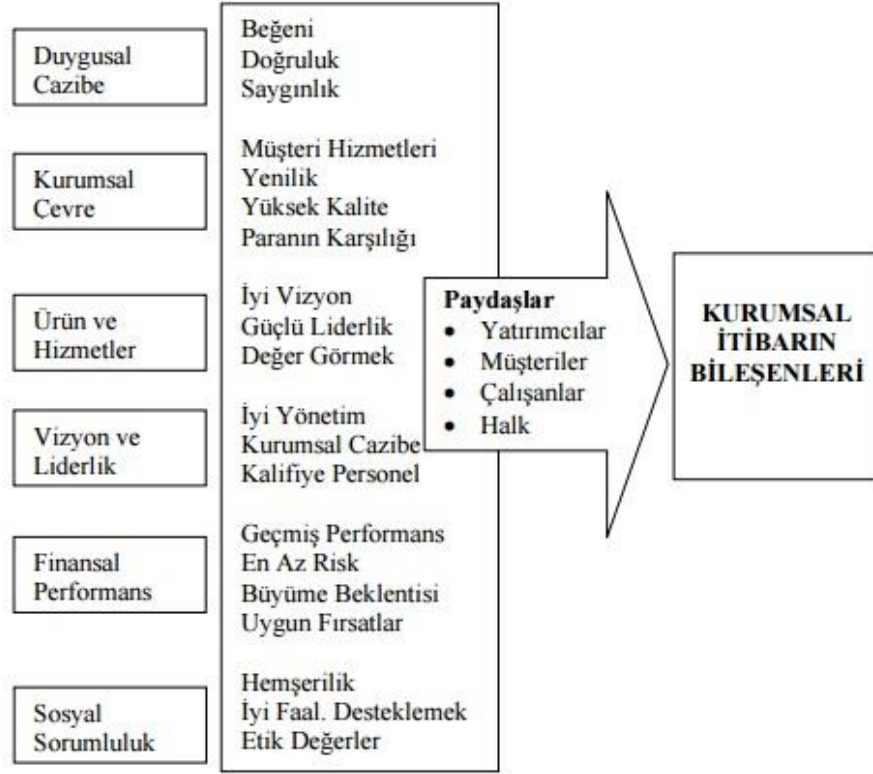 Duygusal
Cazibe
Beğeni
Doğruluk
Saygınlık
Kurumsal
Çevre
Müşteri Hizmetleri
Yenilik
Yüksek Kalite
Paranın Karşılığı
Ürün ve
Hizmetler
İyi Vizyon
Güçlü Liderlik
Değer Görmek
Vizyon ve
Liderlik
İyi Yönetim
Kurumsal Cazibe
Kalifiye Personel
Finansal
Performans
Geçmiş Performans
En Az Risk
Büyüme Beklentisi
Uygun Fırsatlar
Sosyal
Sorumluluk
Hemşerilik
İyi Faal. Desteklemek
Etik Değerler
Paydaşlar
• Yatırımcılar
• Müşteriler
• Çalışanlar
• Halk
KURUMSAL
İTİBARIN
BİLEŞENLERİ